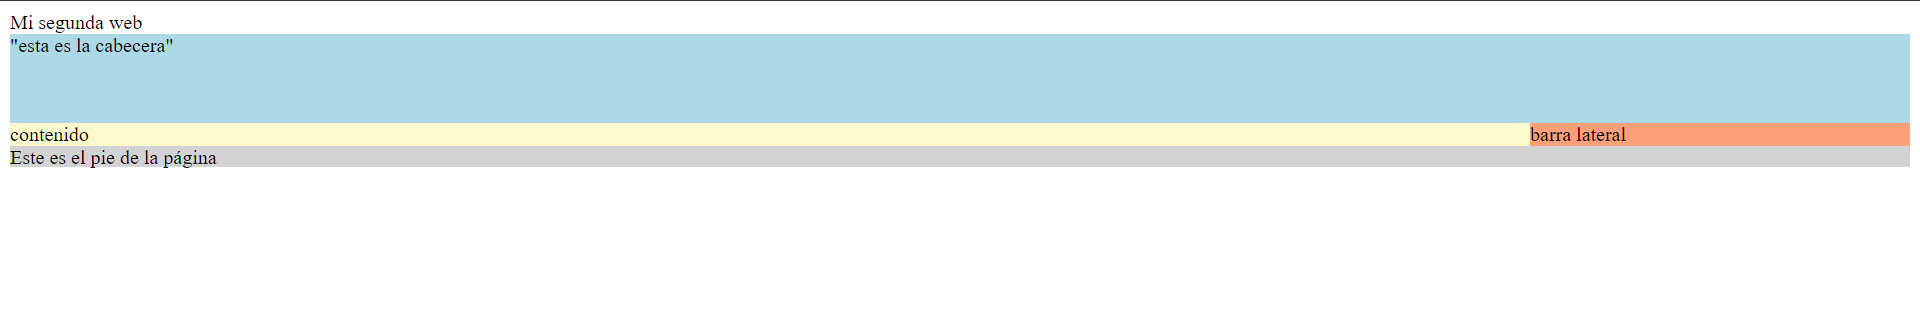 Mi segunda web
"esta es la cabecera"
contenido
barra lateral
Este es el pie de la página